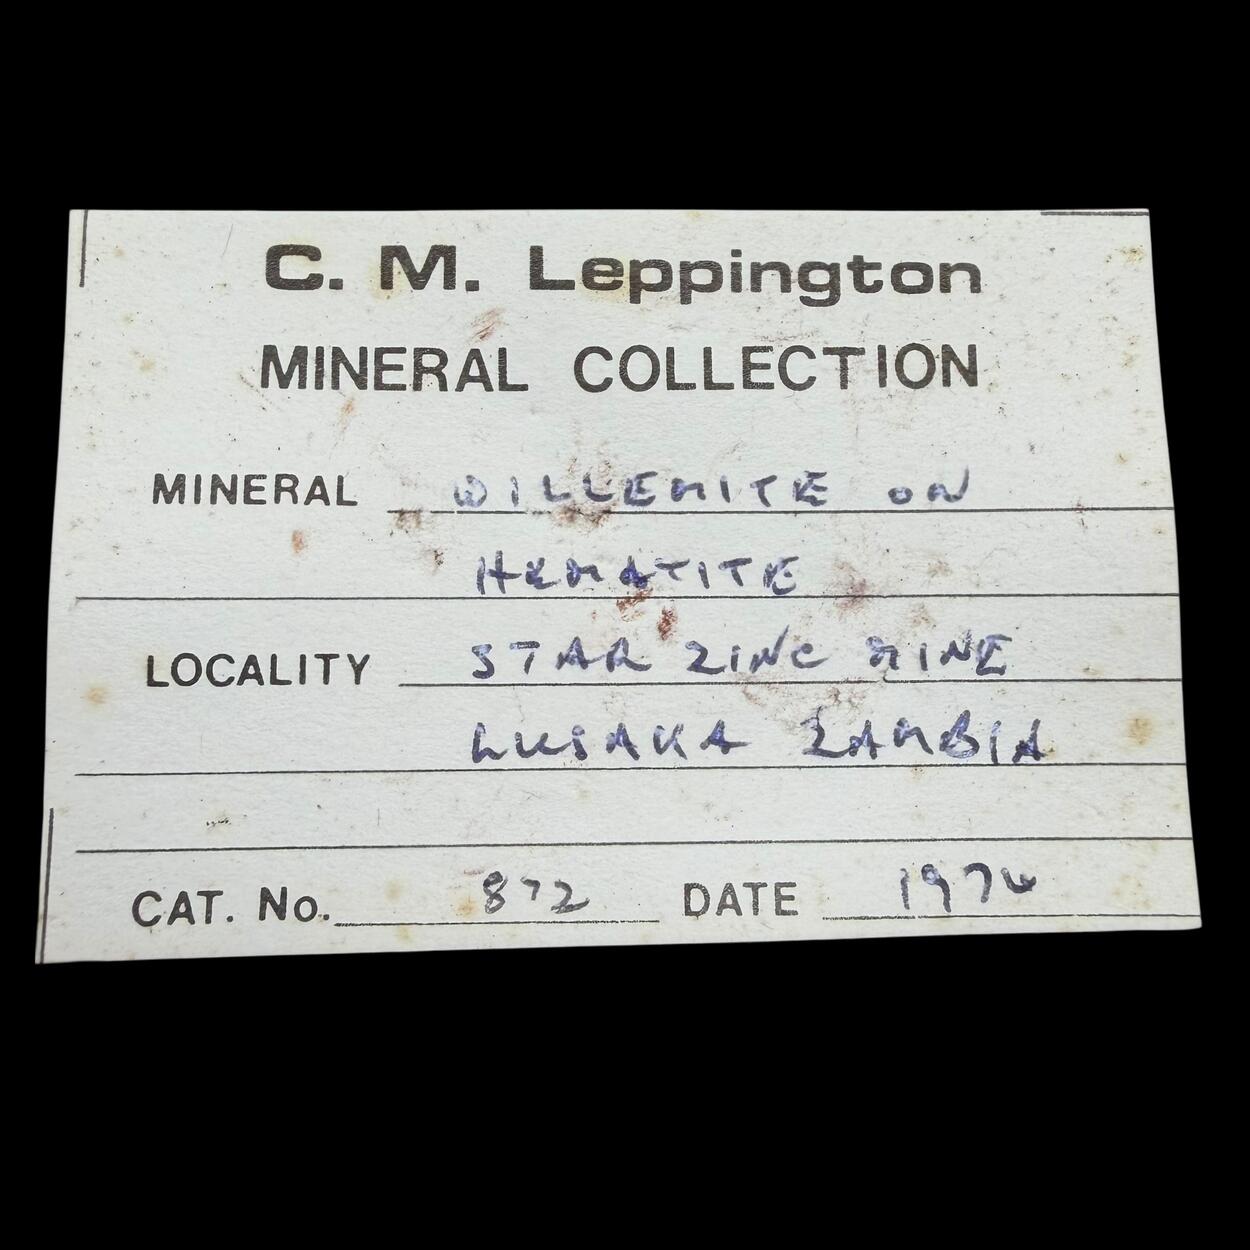 C. M. Leppington
MINERAL COLLECTION
MINERAL WILLEMITE ON
HEMATITE
LOCALITY STAR ZINC MINE
LUSAKA ZAMBIA
CAT. No. 872 DATE 1974